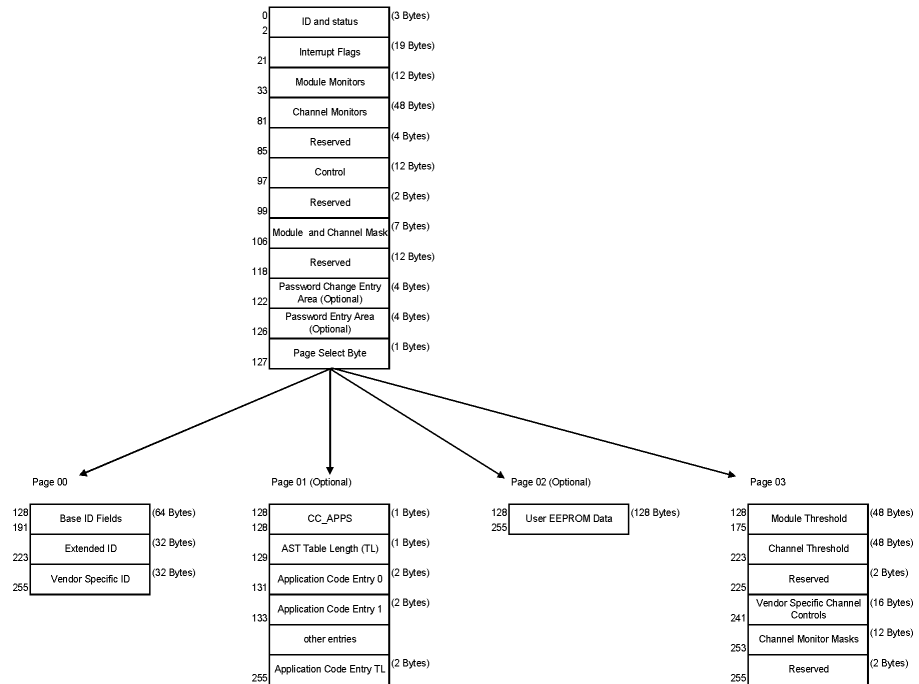 0
ID and status
(3 Bytes)
2
Interrupt Flags
(19 Bytes)
21
Module Monitors
(12 Bytes)
33
Channel Monitors
(48 Bytes)
81
Reserved
(4 Bytes)
85
Control
(12 Bytes)
97
Reserved
(2 Bytes)
99
Module and Channel Mask
(7 Bytes)
106
Reserved
(12 Bytes)
118
Password Change Entry
Area (Optional)
(4 Bytes)
122
Password Entry Area
(Optional)
(4 Bytes)
126
Page Select Byte
(1 Bytes)
127
Page 00
128
Base ID Fields
(64 Bytes)
191
Extended ID
(32 Bytes)
223
Vendor Specific ID
(32 Bytes)
255
Page 01 (Optional)
128
CC_APPS
(1 Bytes)
128
AST Table Length (TL)
(1 Bytes)
129
Application Code Entry 0
(2 Bytes)
131
Application Code Entry 1
(2 Bytes)
133
other entries
Application Code Entry TL
(2 Bytes)
255
Page 02 (Optional)
128
User EEPROM Data
(128 Bytes)
255
Page 03
128
Module Threshold
(48 Bytes)
175
Channel Threshold
(48 Bytes)
223
Reserved
(2 Bytes)
225
Vendor Specific Channel
Controls
(16 Bytes)
241
Channel Monitor Masks
(12 Bytes)
253
Reserved
(2 Bytes)
255